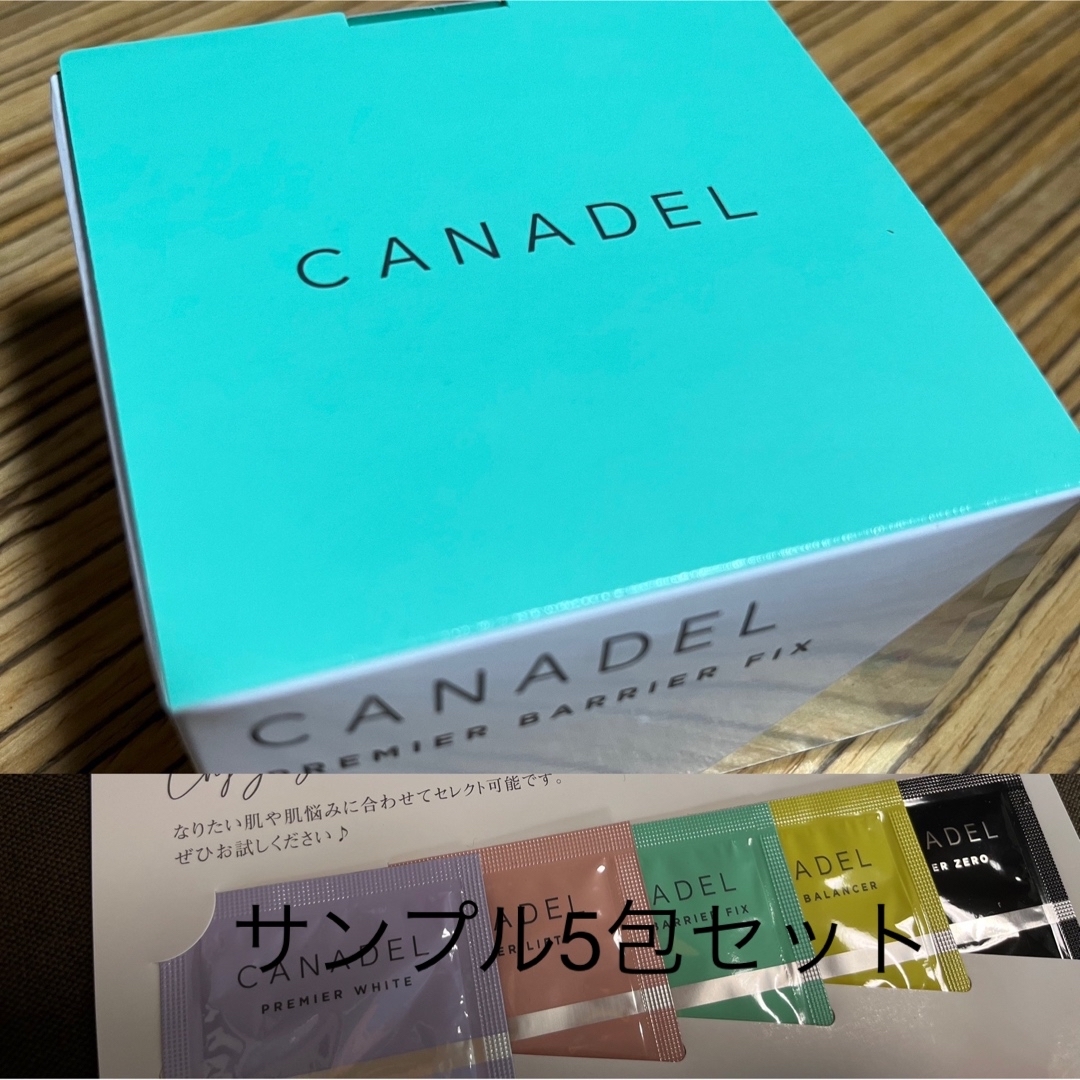 CANADEL
CANADEL
PREMIER BARRIER FIX
Enjoy
なりたい肌や肌悩みに合わせてセレクト可能です。
ぜひお試しください♪
CANADEL
PREMIER WHITE
ADEL
ER LIFT
ADEL
BARRIER FIX
ADEL
BALANCER
ADEL
ER ZERO
サンプル5包セット